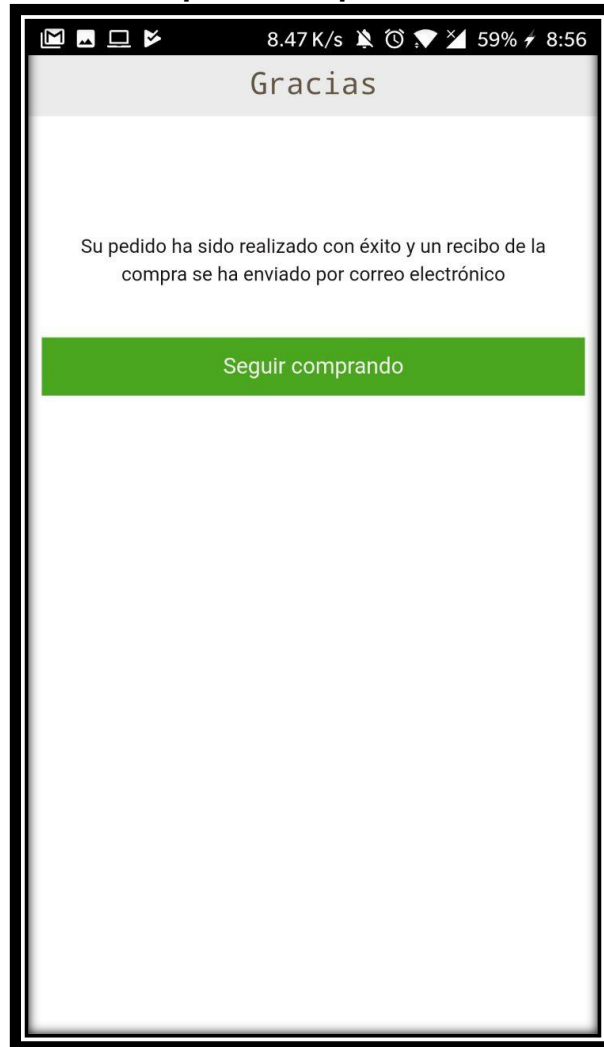 8.47 K/s 59% 8:56
Gracias
Su pedido ha sido realizado con éxito y un recibo de la
compra se ha enviado por correo electrónico
Seguir comprando